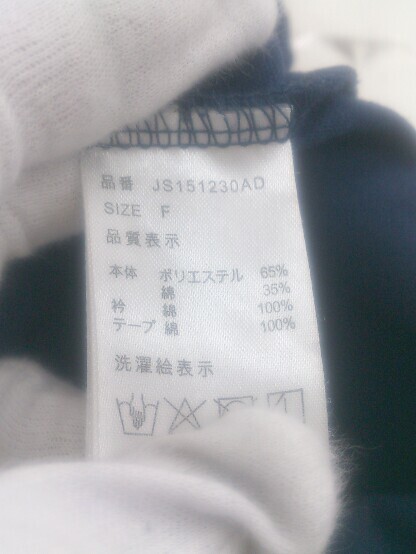 品番 JS151230AD
SIZE F
品質表示
本体 ポリエステル 65%
綿 35%
衿 綿 100%
テープ 綿 100%
洗濯絵表示